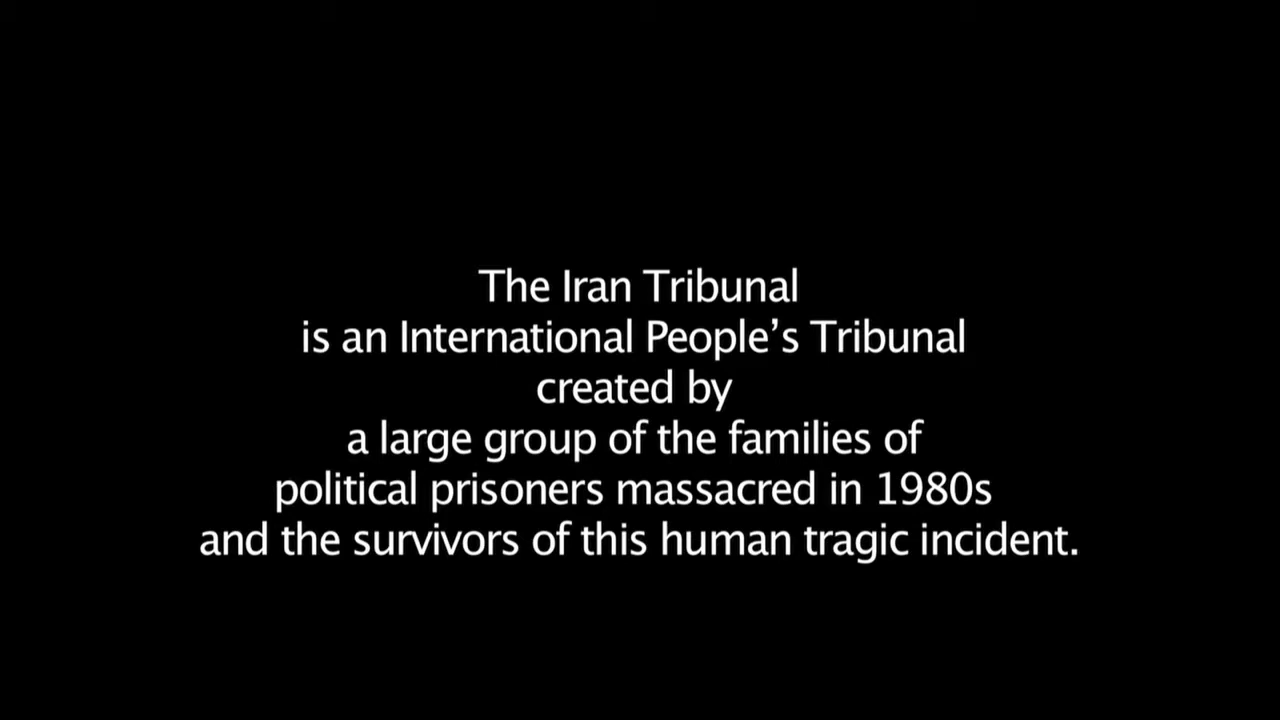 The Iran Tribunal
is an International People’s Tribunal
created by
a large group of the families of
political prisoners massacred in 1980s
and the survivors of this human tragic incident.